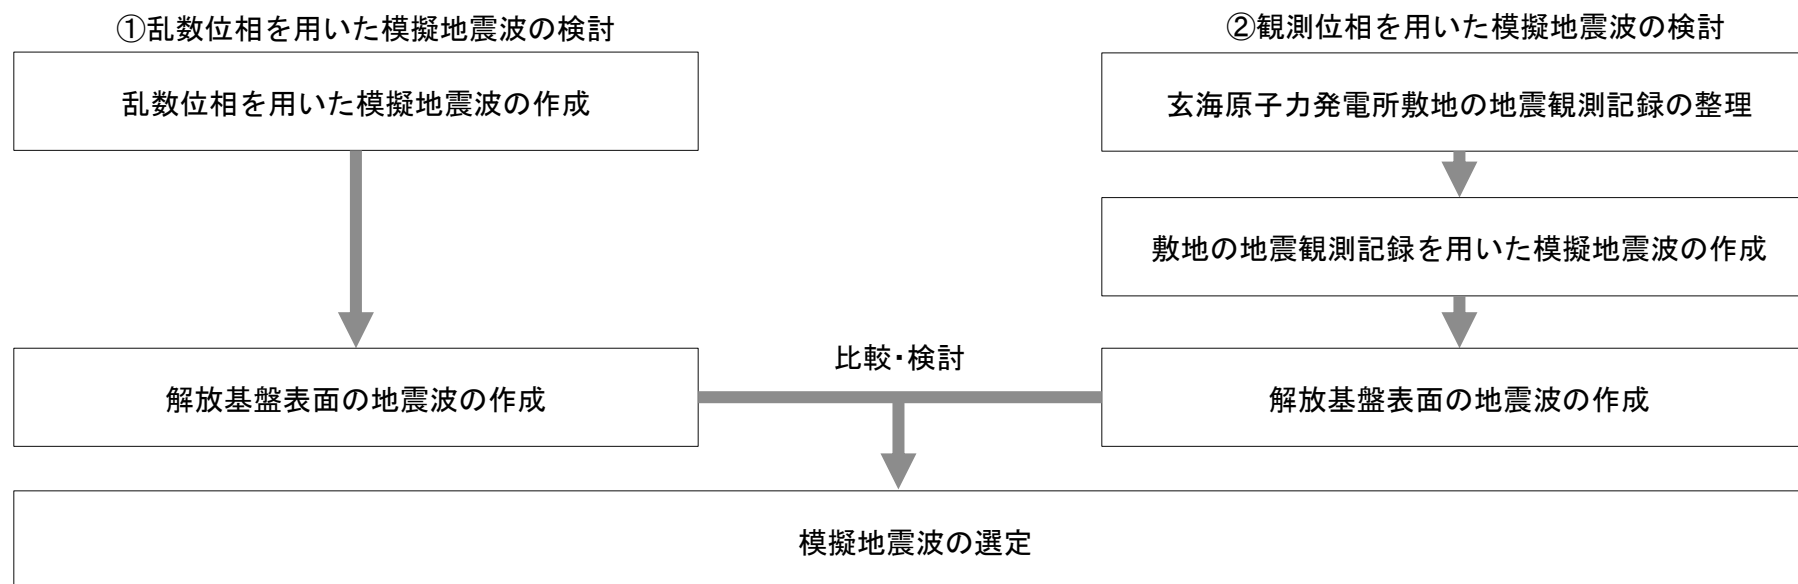 ①乱数位相を用いた模擬地震波の検討
乱数位相を用いた模擬地震波の作成
解放基盤表面の地震波の作成
②観測位相を用いた模擬地震波の検討
玄海原子力発電所敷地の地震観測記録の整理
敷地の地震観測記録を用いた模擬地震波の作成
解放基盤表面の地震波の作成
比較・検討
模擬地震波の選定